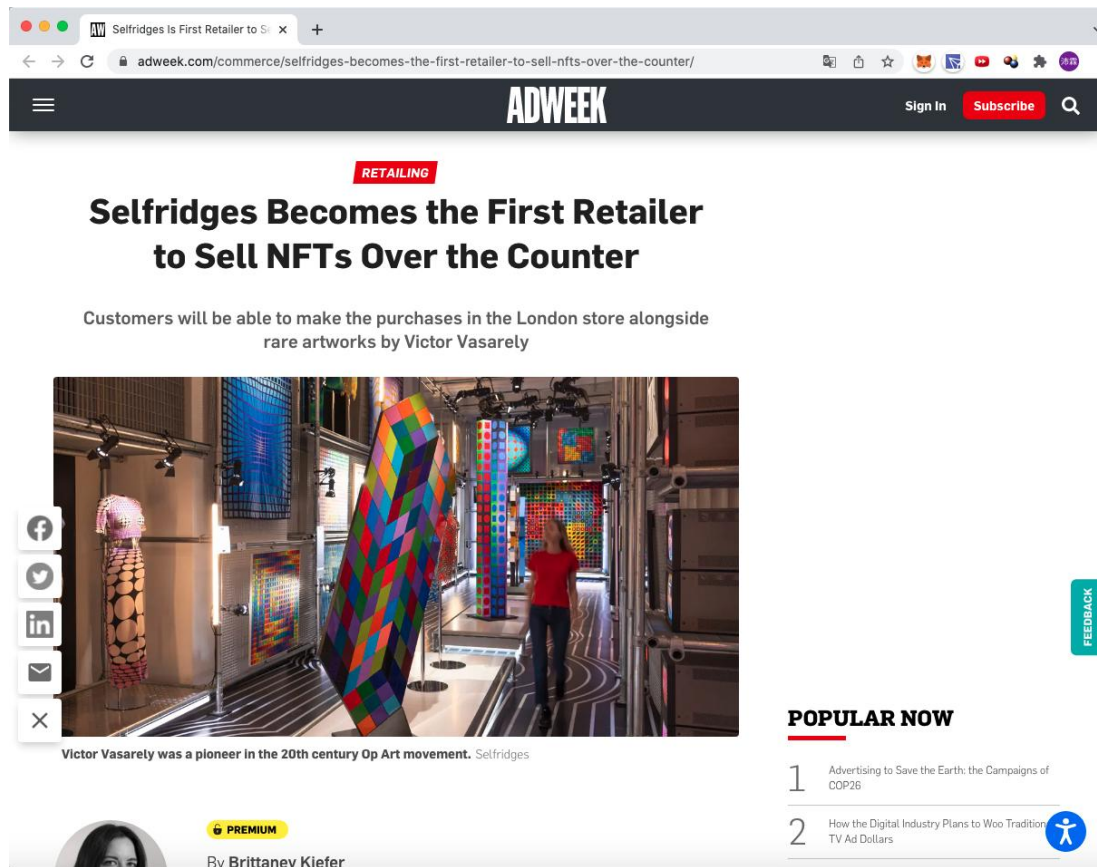 Selfridges Is First Retailer to S
adweek.com/commerce/selfridges-becomes-the-first-retailer-to-sell-nfts-over-the-counter/
ADWEEK
Sign In
Subscribe
RETAILING
Selfridges Becomes the First Retailer
to Sell NFTs Over the Counter
Customers will be able to make the purchases in the London store alongside
rare artworks by Victor Vasarely
FEEDBACK
Victor Vasarely was a pioneer in the 20th century Op Art movement. Selfridges
POPULAR NOW
1
Advertising to Save the Earth: the Campaigns of
COP26
2
How the Digital Industry Plans to Woo Tradition
TV Ad Dollars
PREMIUM
By Brittaney Kiefer